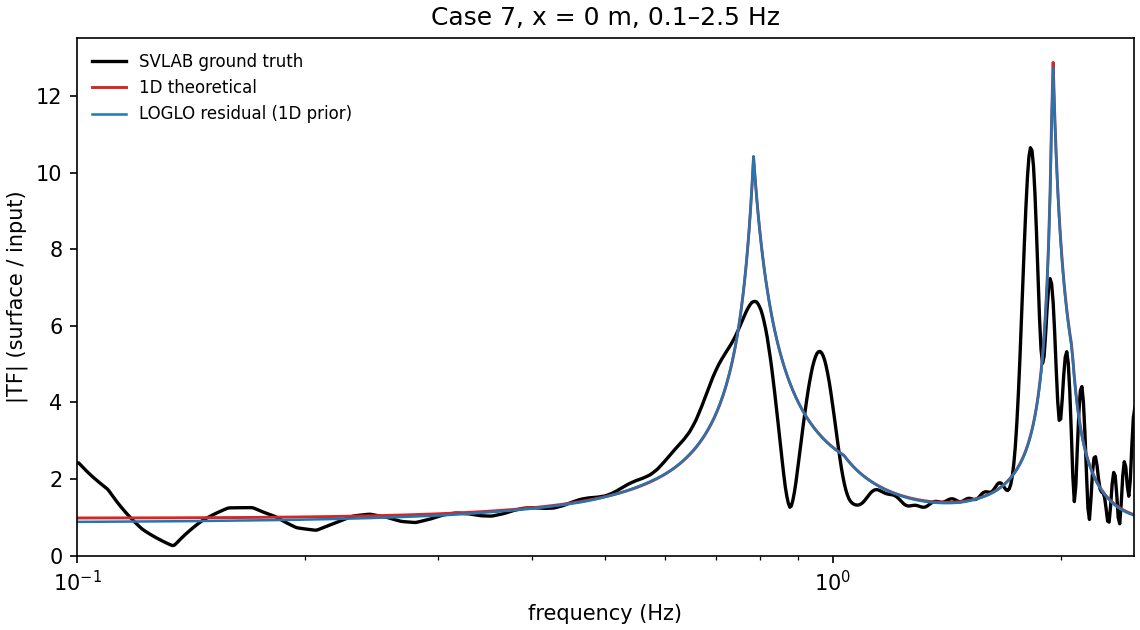 Case 7, x = 0 m, 0.1–2.5 Hz
SVLAB ground truth
1D theoretical
LOGLO residual (1D prior)
|TF| (surface / input)
12
10
8
6
4
2
0
10⁻¹
10⁰
frequency (Hz)